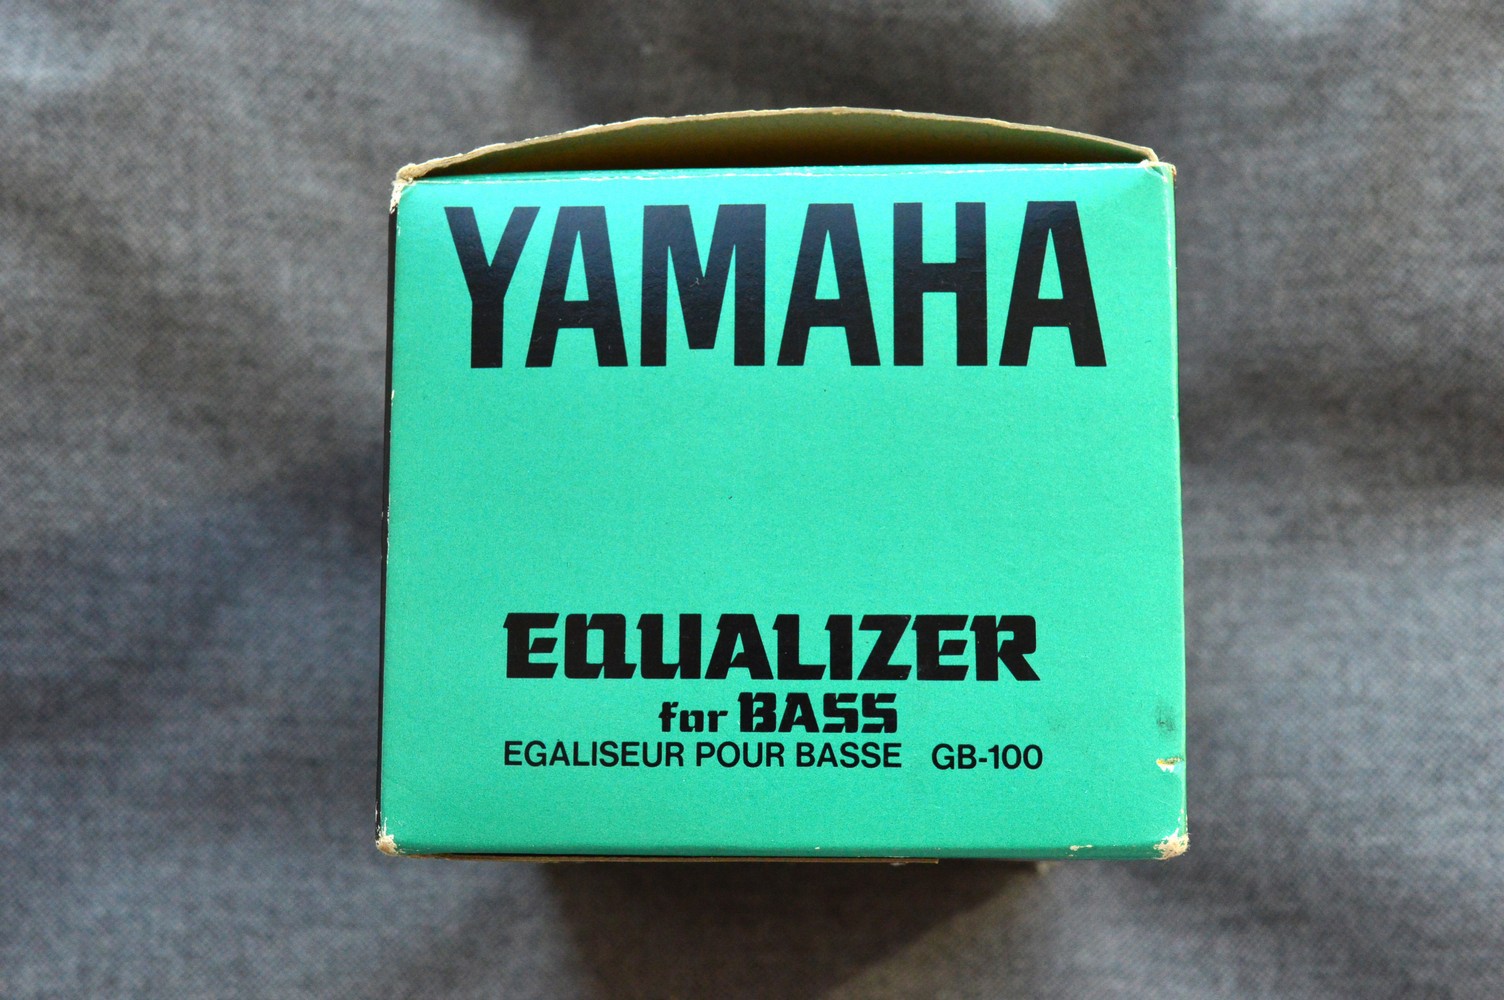 YAMAHA
EQUALIZER
for BASS
EGALISEUR POUR BASSE GB-100